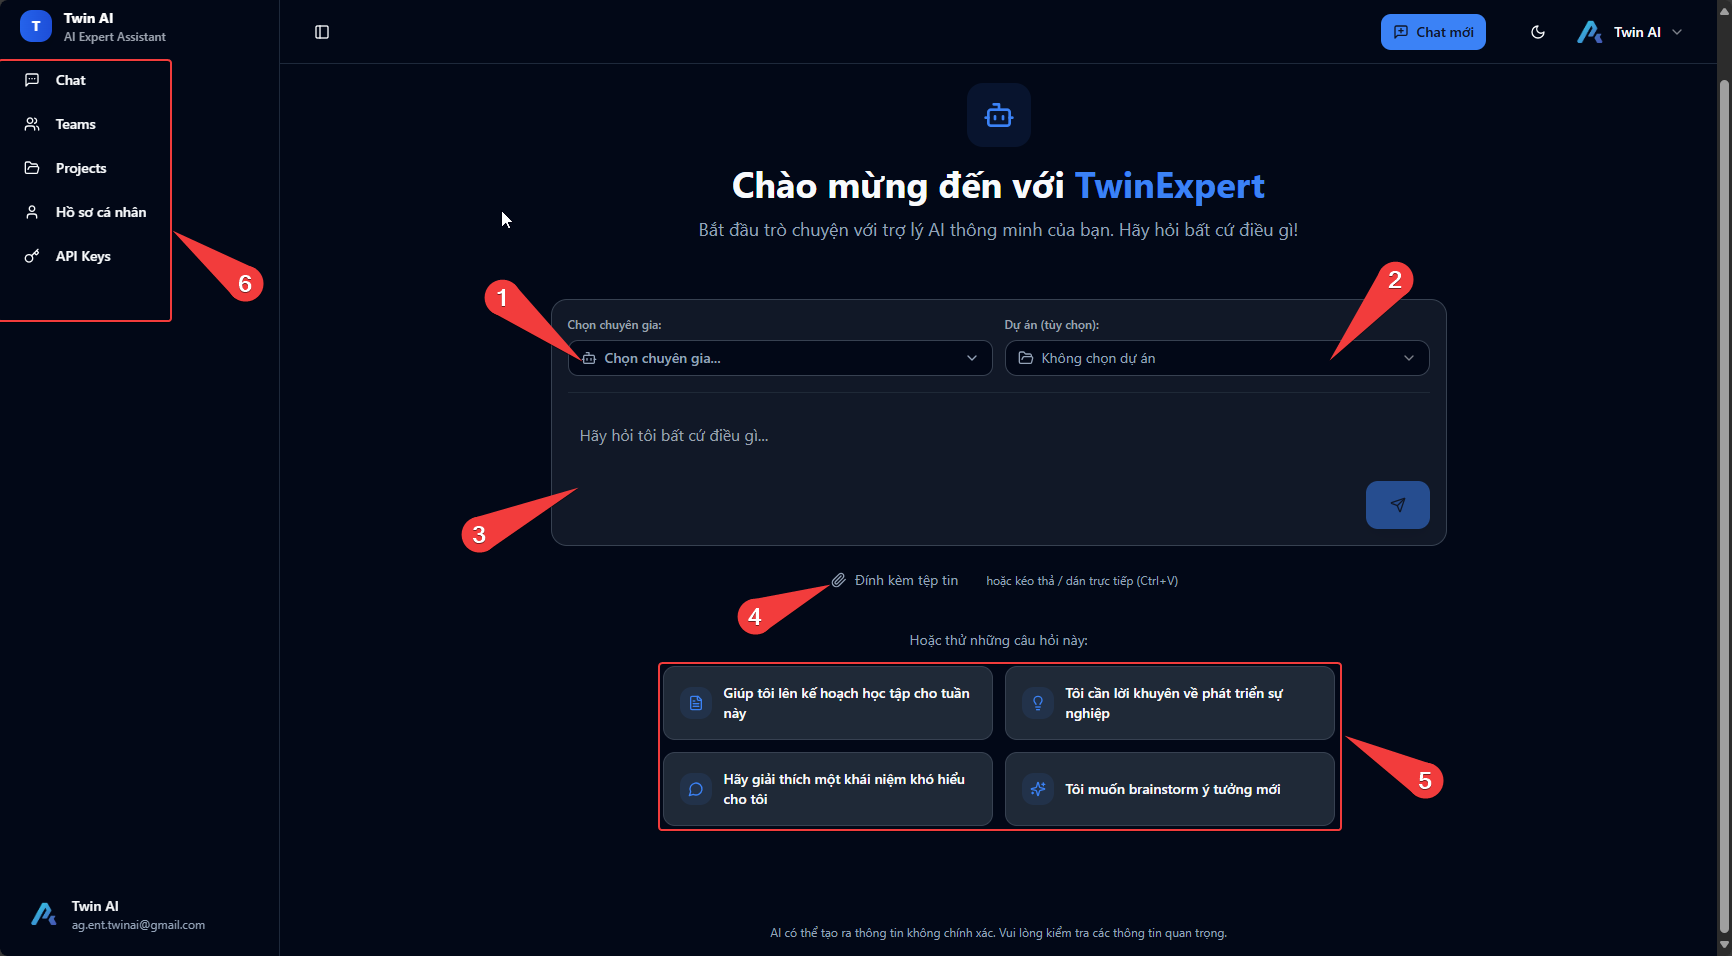 T
Twin AI
AI Expert Assistant
Chat
Teams
Projects
Hồ sơ cá nhân
API Keys
6
Chat mới
Twin AI
Chào mừng đến với TwinExpert
Bắt đầu trò chuyện với trợ lý AI thông minh của bạn. Hãy hỏi bất cứ điều gì!
1
2
Chọn chuyên gia:
Dự án (tùy chọn):
Chọn chuyên gia...
Không chọn dự án
Hãy hỏi tôi bất cứ điều gì...
3
Đính kèm tệp tin
hoặc kéo thả / dán trực tiếp (Ctrl+V)
4
Hoặc thử những câu hỏi này:
Giúp tôi lên kế hoạch học tập cho tuần
này
Tôi cần lời khuyên về phát triển sự
nghiệp
Hãy giải thích một khái niệm khó hiểu
cho tôi
Tôi muốn brainstorm ý tưởng mới
5
Twin AI
ag.ent.twinai@gmail.com
AI có thể tạo ra thông tin không chính xác. Vui lòng kiểm tra các thông tin quan trọng.